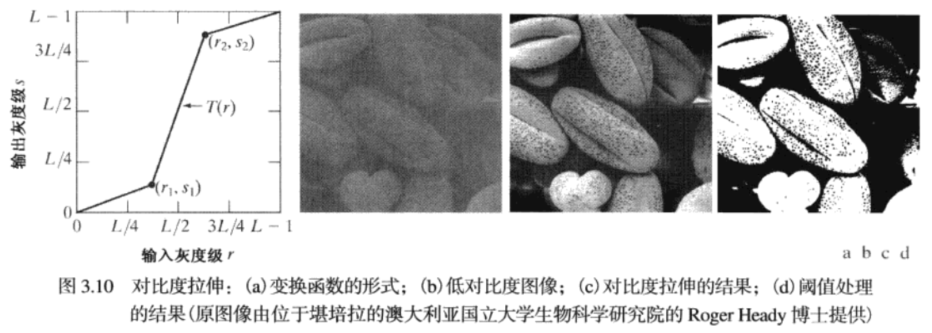 L − 1
3L/4
L/2
L/4
0
输出灰度级 s
(r₂, s₂)
T(r)
(r₁, s₁)
0 L/4 L/2 3L/4 L − 1
输入灰度级 r
a b c d
图 3.10 对比度拉伸：(a)变换函数的形式；(b)低对比度图像；(c)对比度拉伸的结果；(d)阈值处理
的结果(原图像由位于堪培拉的澳大利亚国立大学生物科学研究院的 Roger Heady 博士提供)